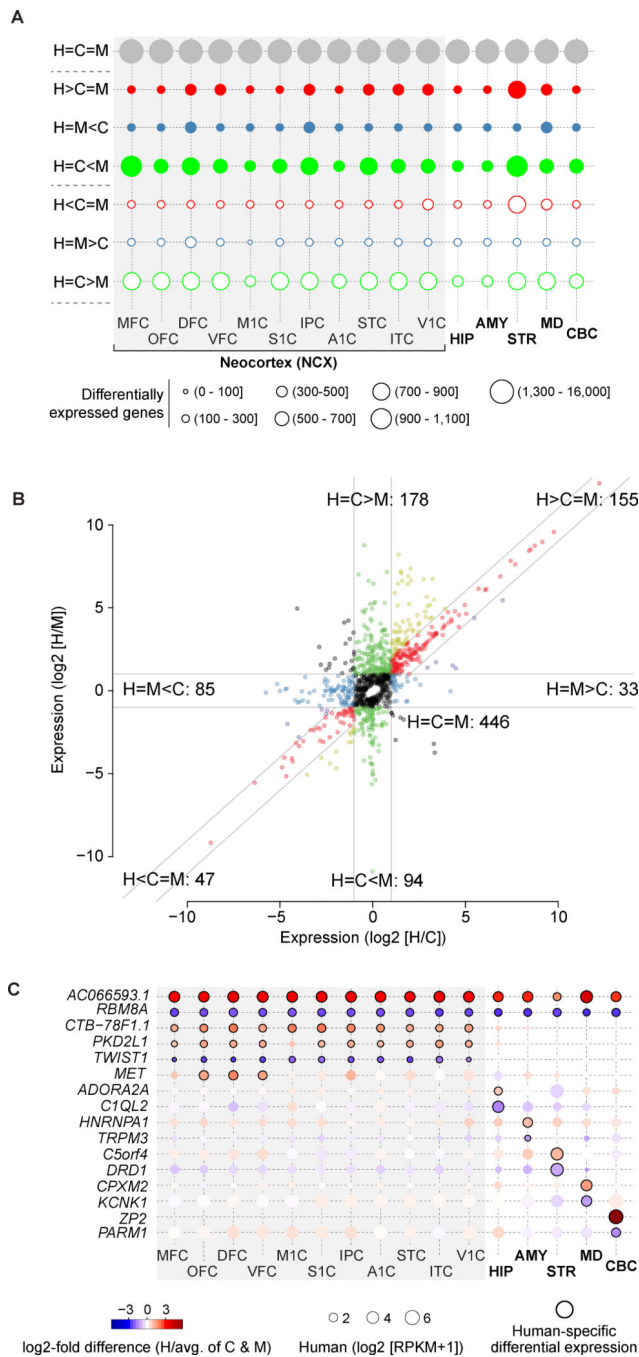 A
H=C=M
H>C=M
H=M<C
H=C<M
H<C=M
H=M>C
H=C>M
MFC DFC M1C IPC STC V1C AMY MD
OFC VFC S1C A1C ITC HIP STR CBC
Neocortex (NCX)
Differentially expressed genes
(0 - 100] (300-500] (700 - 900] (1,300 - 16,000]
(100 - 300] (500 - 700] (900 - 1,100]
B
H=C>M: 178 H>C=M: 155
H=M<C: 85 H=M>C: 33
H=C=M: 446
H<C=M: 47 H=C<M: 94
Expression (log2 [H/M])
10
5
0
−5
−10
−10 −5 0 5 10
Expression (log2 [H/C])
C
AC066593.1
RBM8A
CTB−78F1.1
PKD2L1
TWIST1
MET
ADORA2A
C1QL2
HNRNPA1
TRPM3
C5orf4
DRD1
CPXM2
KCNK1
ZP2
PARM1
MFC DFC M1C IPC STC V1C AMY MD
OFC VFC S1C A1C ITC HIP STR CBC
−3 0 3
log2-fold difference (H/avg. of C & M)
2 4 6
Human (log2 [RPKM+1])
Human-specific
differential expression